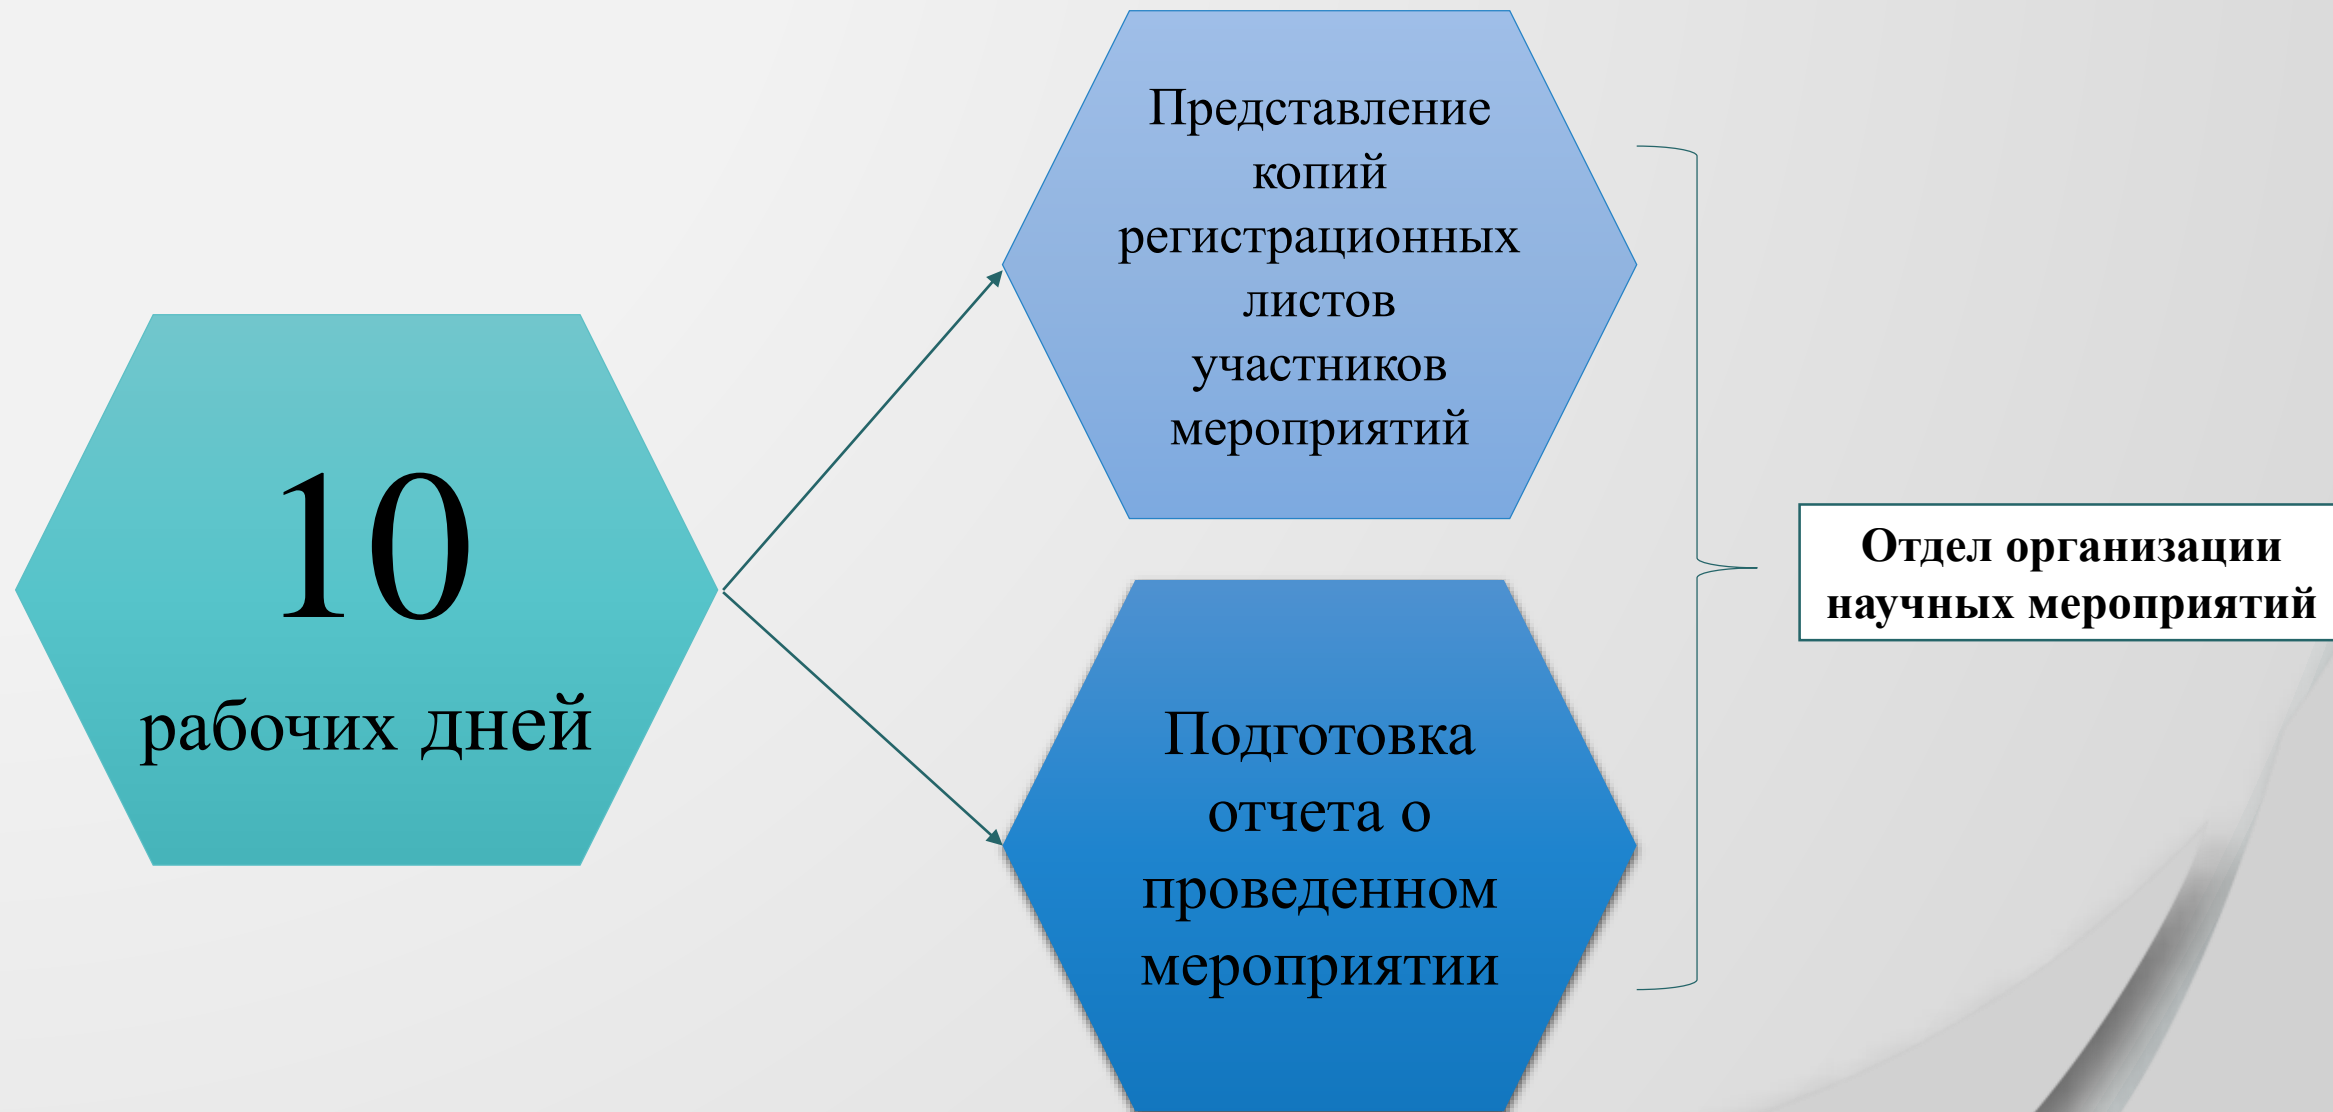 10
рабочих дней
Представление
копий
регистрационных
листов
участников
мероприятий
Подготовка
отчета о
проведенном
мероприятии
Отдел организации
научных мероприятий